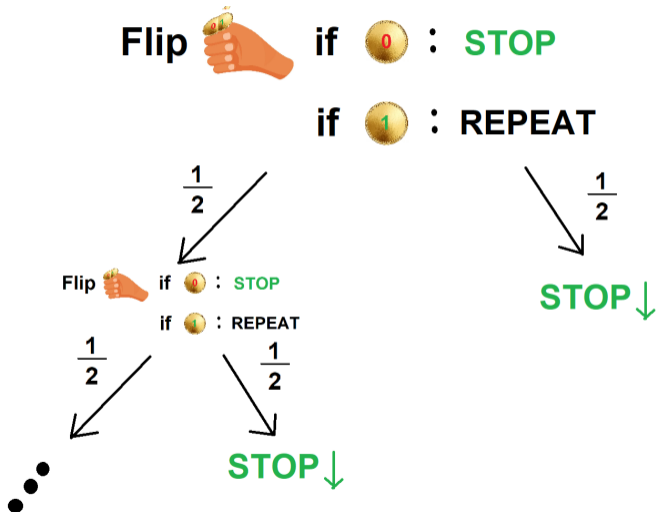 Flip if 0 : STOP
if 1 : REPEAT
1
2
1
2
Flip if 0 : STOP
if 1 : REPEAT
STOP↓
1
2
1
2
STOP↓